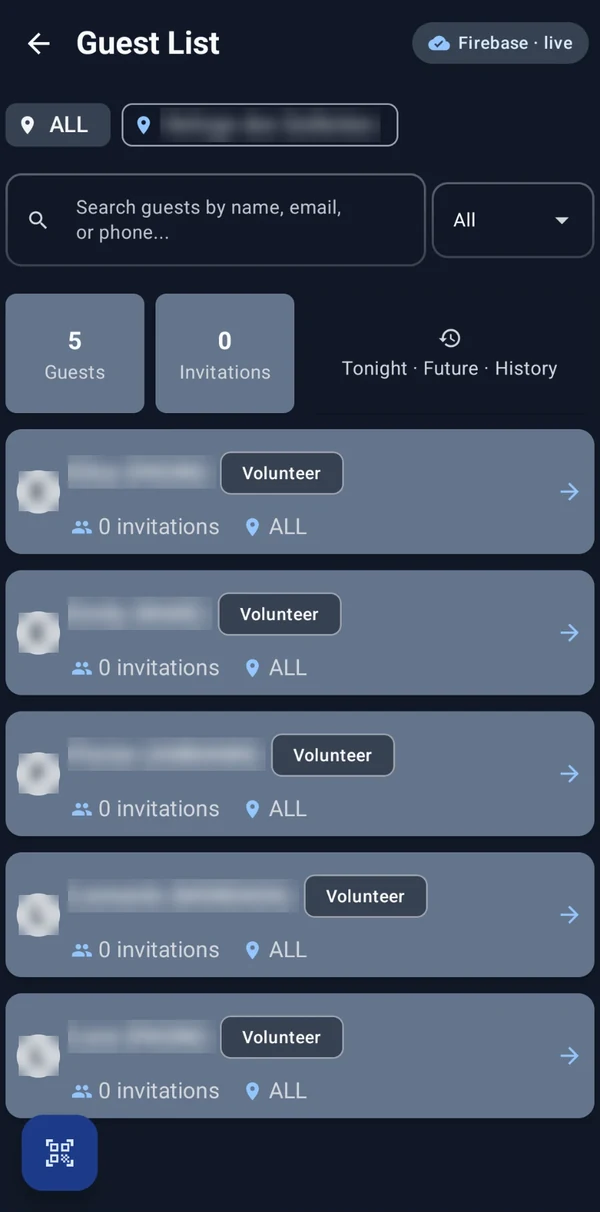 Guest List
Firebase · live
ALL
Search guests by name, email,
or phone...
All
5
Guests
0
Invitations
Tonight · Future · History
Volunteer
0 invitations ALL
Volunteer
0 invitations ALL
Volunteer
0 invitations ALL
Volunteer
0 invitations ALL
Volunteer
0 invitations ALL